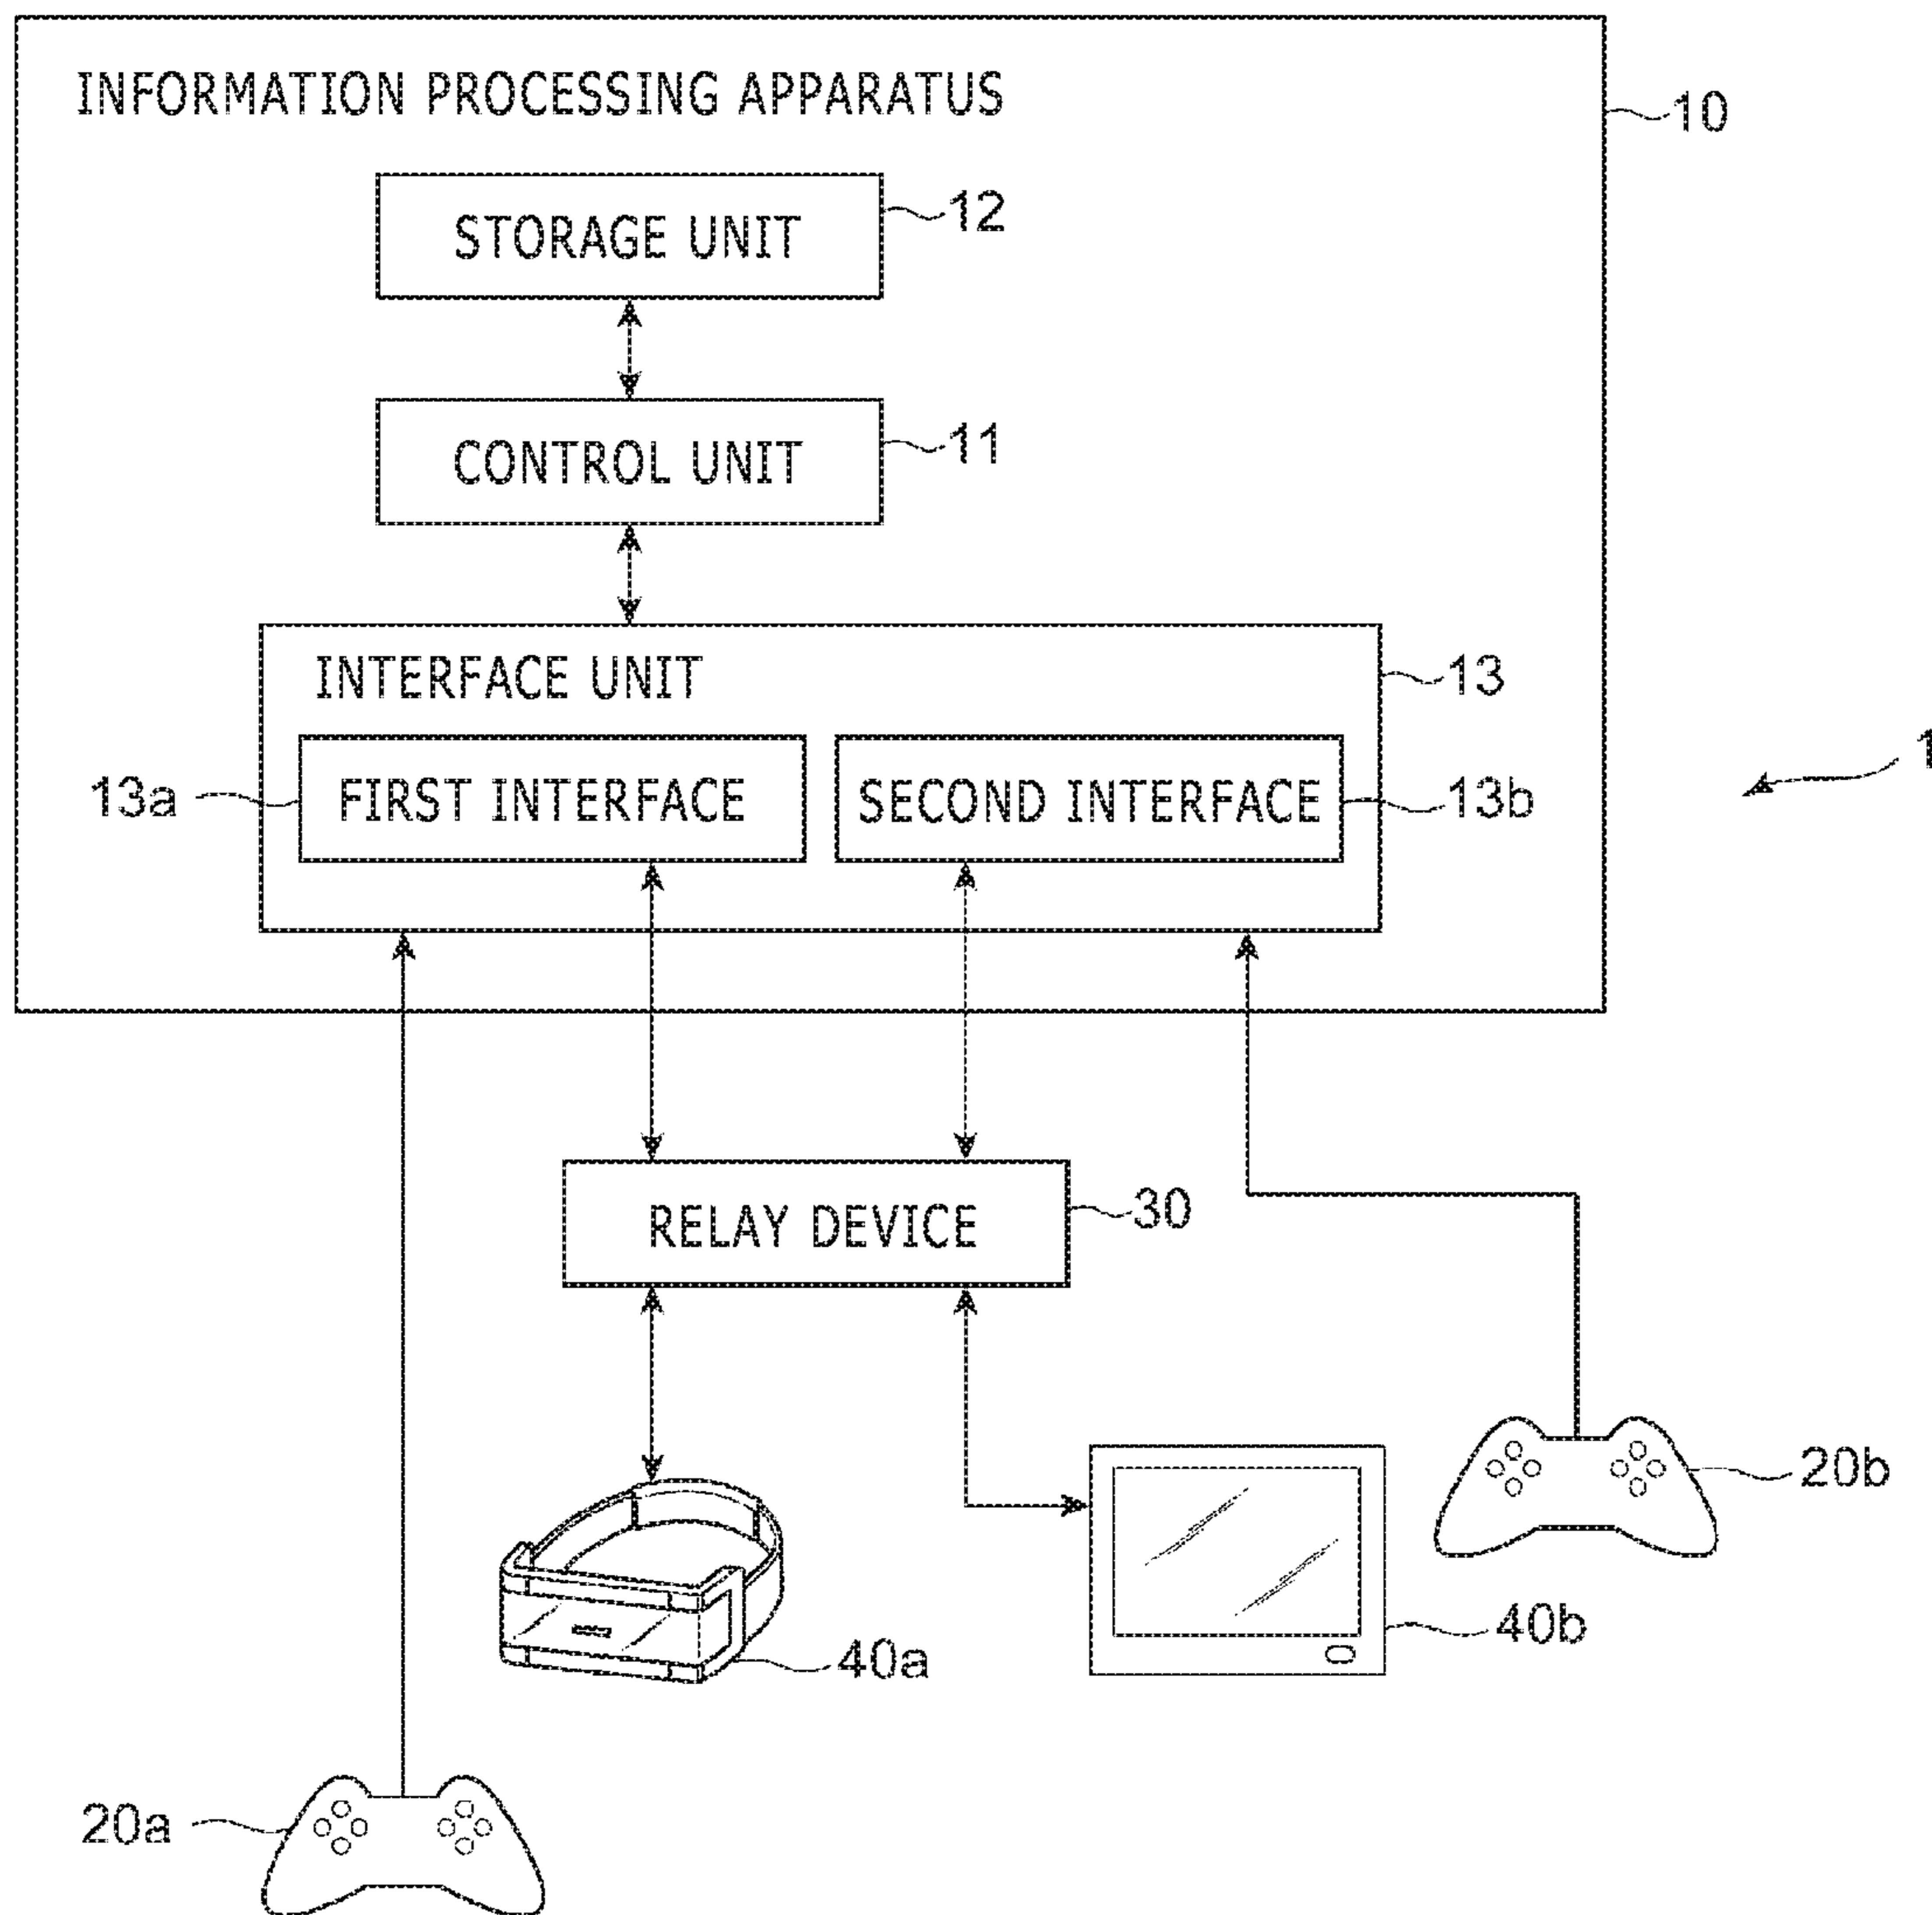 INFORMATION PROCESSING APPARATUS
10
STORAGE UNIT
12
CONTROL UNIT
11
INTERFACE UNIT
13
1
13a
FIRST INTERFACE
SECOND INTERFACE
13b
RELAY DEVICE
30
20b
40b
40a
20a